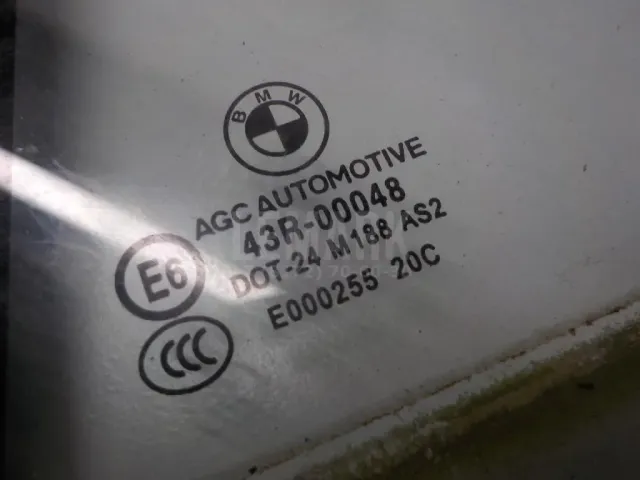 BMW
AGC AUTOMOTIVE
43R-00048
DOT-24 M188 AS2
E6
E000255 20C
CCC